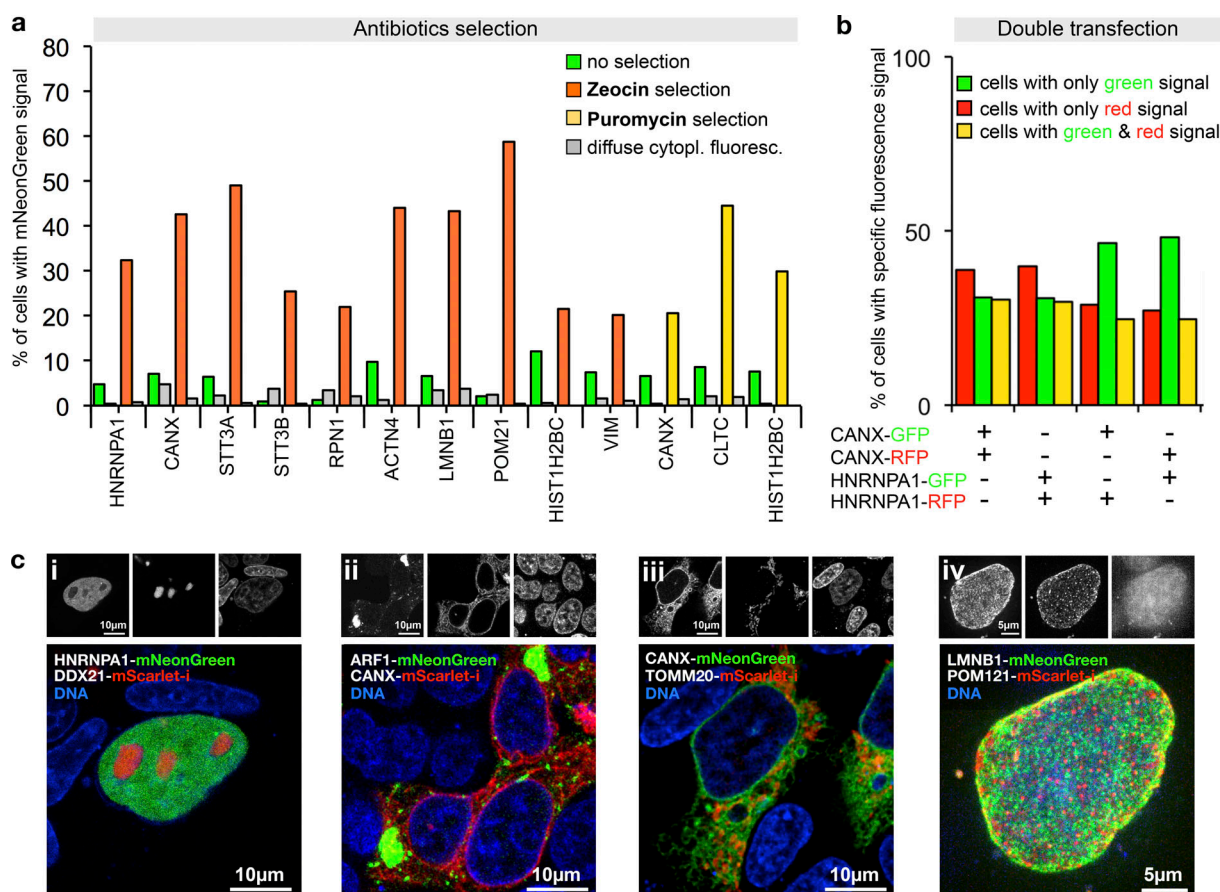 a
Antibiotics selection
% of cells with mNeonGreen signal
80
70
60
50
40
30
20
10
0
no selection
Zeocin selection
Puromycin selection
diffuse cytopl. fluoresc.
HNRNPA1
CANX
STT3A
STT3B
RPN1
ACTN4
LMNB1
POM21
HIST1H2BC
VIM
CANX
CLTC
HIST1H2BC
b
Double transfection
% of cells with specific fluorescence signal
100
50
0
cells with only green signal
cells with only red signal
cells with green & red signal
CANX-GFP + - + -
CANX-RFP + - - +
HNRNPA1-GFP - + - +
HNRNPA1-RFP - + + -
c
i
10µm
HNRNPA1-mNeonGreen
DDX21-mScarlet-i
DNA
10µm
ii
10µm
ARF1-mNeonGreen
CANX-mScarlet-i
DNA
10µm
iii
10µm
CANX-mNeonGreen
TOMM20-mScarlet-i
DNA
10µm
iv
5µm
LMNB1-mNeonGreen
POM121-mScarlet-i
DNA
5µm